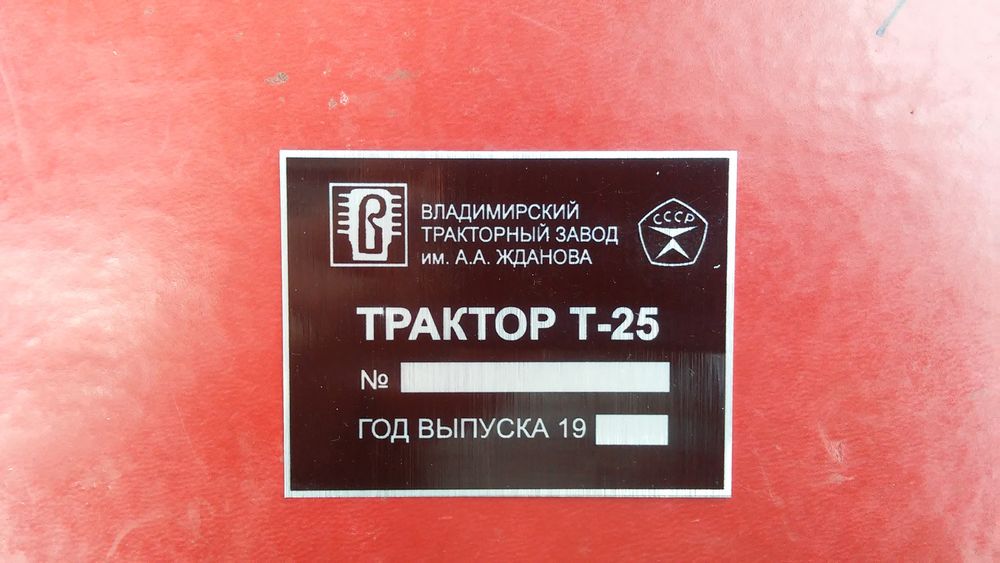 В
ВЛАДИМИРСКИЙ
ТРАКТОРНЫЙ ЗАВОД
им. А.А. ЖДАНОВА
СССР
ТРАКТОР Т-25
№
ГОД ВЫПУСКА 19